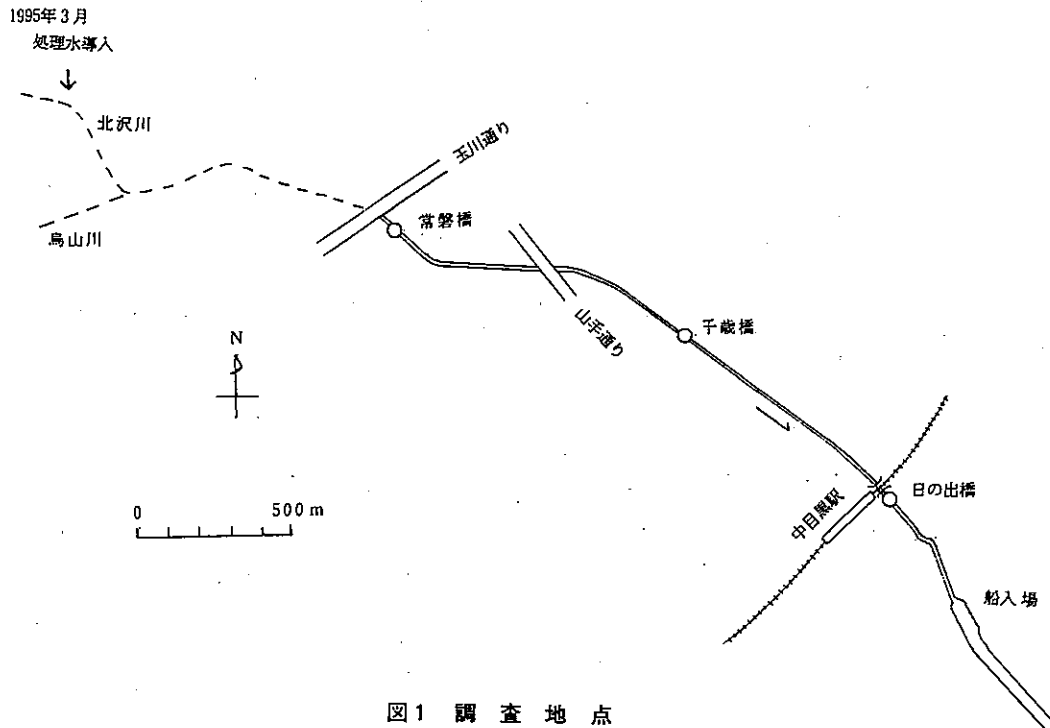 1995年3月
処理水導入
北沢川
烏山川
玉川通り
常磐橋
山手通り
千歳橋
N
0 500m
中目黒駅
日の出橋
船入場
図1 調査地点